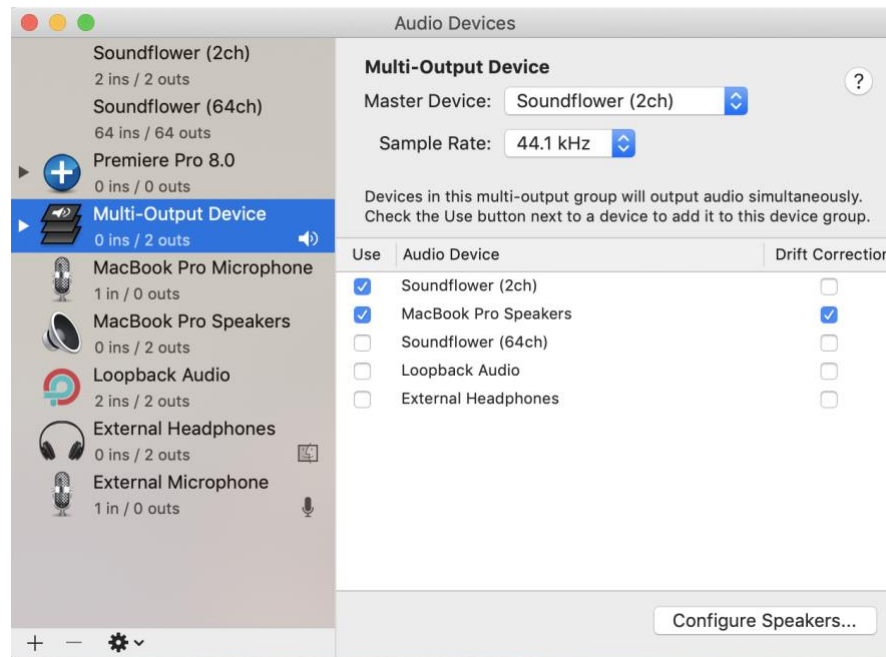 Audio Devices
Soundflower (2ch)
2 ins / 2 outs
Soundflower (64ch)
64 ins / 64 outs
Premiere Pro 8.0
0 ins / 0 outs
Multi-Output Device
0 ins / 2 outs
MacBook Pro Microphone
1 in / 0 outs
MacBook Pro Speakers
0 ins / 2 outs
Loopback Audio
2 ins / 2 outs
External Headphones
0 ins / 2 outs
External Microphone
1 in / 0 outs
Multi-Output Device
?
Master Device: Soundflower (2ch)
Sample Rate: 44.1 kHz
Devices in this multi-output group will output audio simultaneously.
Check the Use button next to a device to add it to this device group.
Use Audio Device Drift Correction
Soundflower (2ch)
MacBook Pro Speakers
Soundflower (64ch)
Loopback Audio
External Headphones
Configure Speakers...